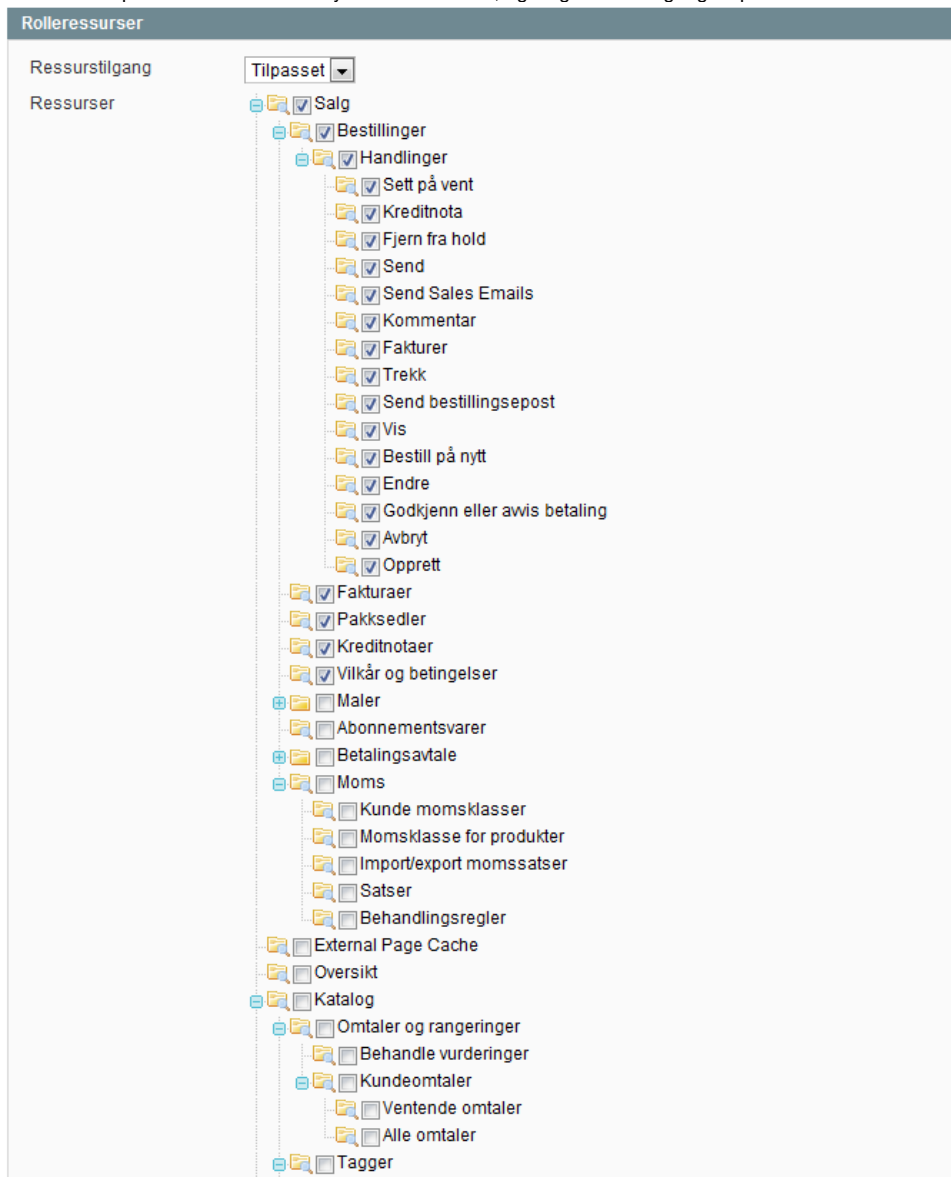 Rolleressurser
Ressurstilgang Tilpasset
Ressurser Salg
Bestillinger
Handlinger
Sett på vent
Kreditnota
Fjern fra hold
Send
Send Sales Emails
Kommentar
Fakturer
Trekk
Send bestillingsepost
Vis
Bestill på nytt
Endre
Godkjenn eller avvis betaling
Avbryt
Opprett
Fakturaer
Pakksedler
Kreditnotaer
Vilkår og betingelser
Maler
Abonnementsvarer
Betalingsavtale
Moms
Kunde momsklasser
Momsklasse for produkter
Import/export momssatser
Satser
Behandlingsregler
External Page Cache
Oversikt
Katalog
Omtaler og rangeringer
Behandle vurderinger
Kundeomtaler
Ventende omtaler
Alle omtaler
Tagger